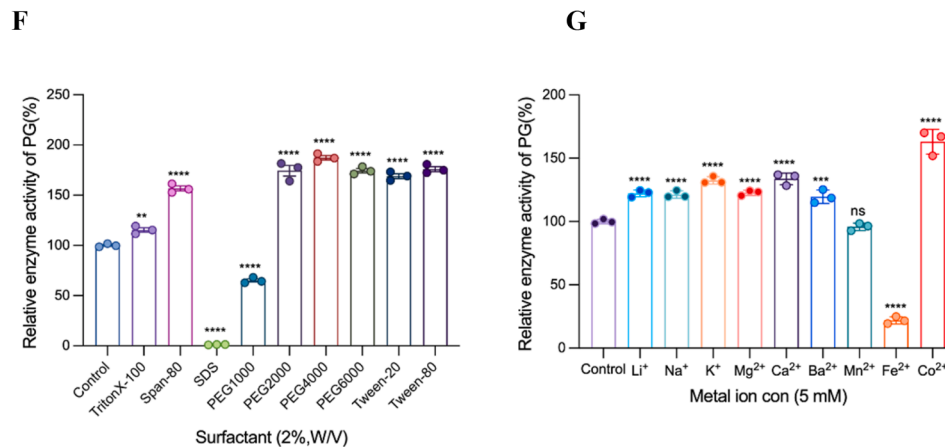 F
Relative enzyme activity of PG(%)
250
200
150
100
50
0
**
****
****
****
****
****
****
****
****
Control
TritonX-100
Span-80
SDS
PEG1000
PEG2000
PEG4000
PEG6000
Tween-20
Tween-80
Surfactant (2%,W/V)
G
Relative enzyme activity of PG(%)
200
150
100
50
0
****
****
****
****
****
***
ns
****
****
Control
Li+
Na+
K+
Mg2+
Ca2+
Ba2+
Mn2+
Fe2+
Co2+
Metal ion con (5 mM)